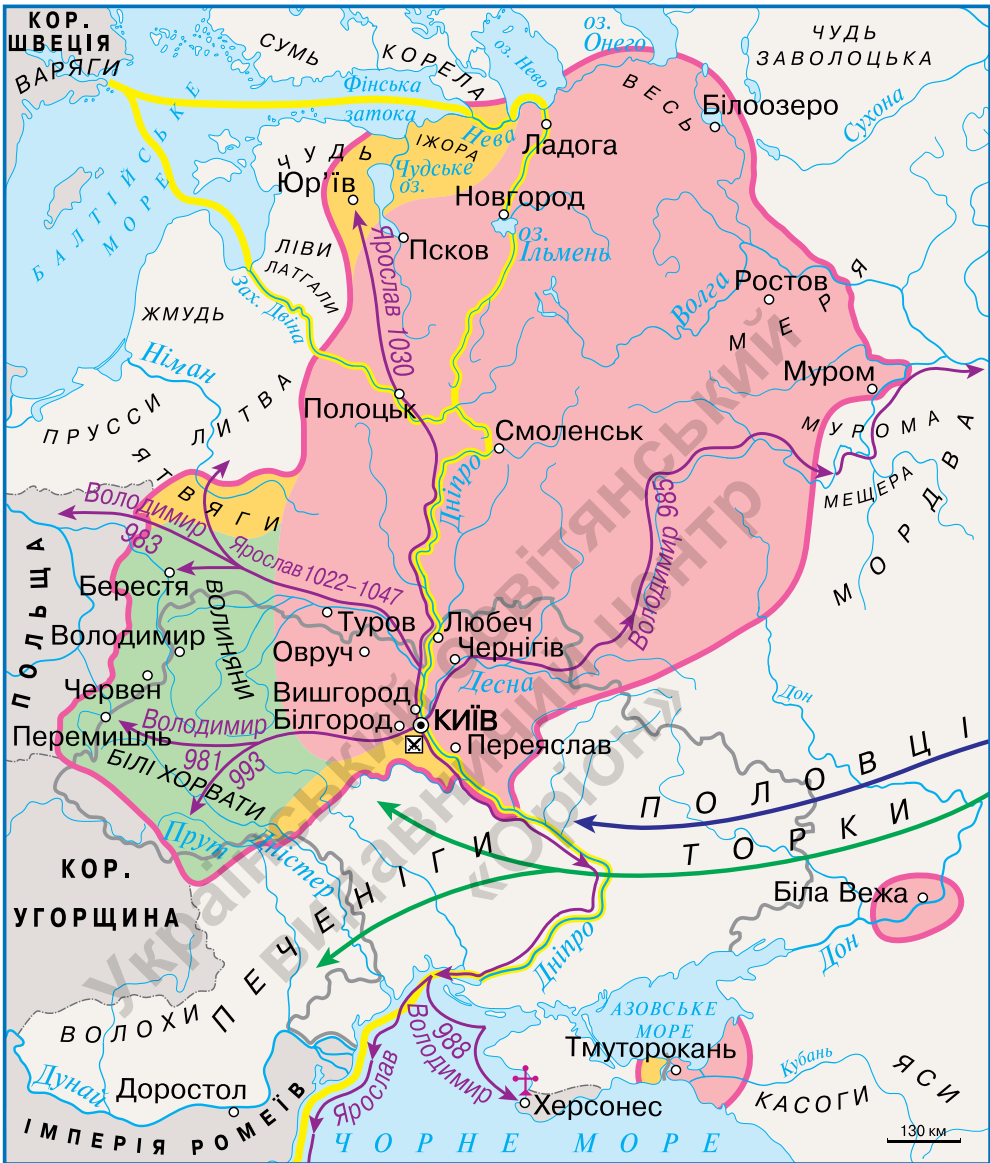 КОР.
ШВЕЦІЯ
ВАРЯГИ
СУМЬ
КОРЕЛА
оз. Нево
оз.
Онего
ЧУДЬ
ЗАВОЛОЦЬКА
ВЕСЬ
Білоозеро
Сухона
Фінська
затока
Нева
ІЖОРА
Ладога
БАЛТІЙСЬКЕ
МОРЕ
ЧУДЬ
Чудське
оз.
Юр'їв
Новгород
оз.
Ільмень
Псков
Ярослав 1030
ЛІВИ
ЛАТГАЛИ
Зах. Двіна
Волга
Ростов
МЕРЯ
ЖМУДЬ
Німан
Муром
МУРОМА
Полоцьк
Смоленськ
ПРУССИ
ЛИТВА
ЯТВЯГИ
МЕЩЕРА
МОРДВА
Дніпро
Володимир
983
Ярослав 1022–1047
Володимир 985
ПОЛЬЩА
Берестя
ВОЛИНЯНИ
Туров
Любеч
Володимир
Овруч
Чернігів
Десна
Червен
Вишгород
Дон
Перемишль
Володимир
981
993
Білгород
КИЇВ
Переяслав
БІЛІ ХОРВАТИ
Прут
Дністер
ПОЛОВЦІ
ТОРКИ
ПЕЧЕНІГИ
КОР.
УГОРЩИНА
Біла Вежа
Дон
Дніпро
ВОЛОХИ
АЗОВСЬКЕ
МОРЕ
988
Володимир
Ярослав
Тмуторокань
Кубань
ЯСИ
КАСОГИ
Дунай
Доростол
Херсонес
ІМПЕРІЯ РОМЕЇВ
ЧОРНЕ МОРЕ
130 км
Український освітянський
видавничий центр
«Оріон»